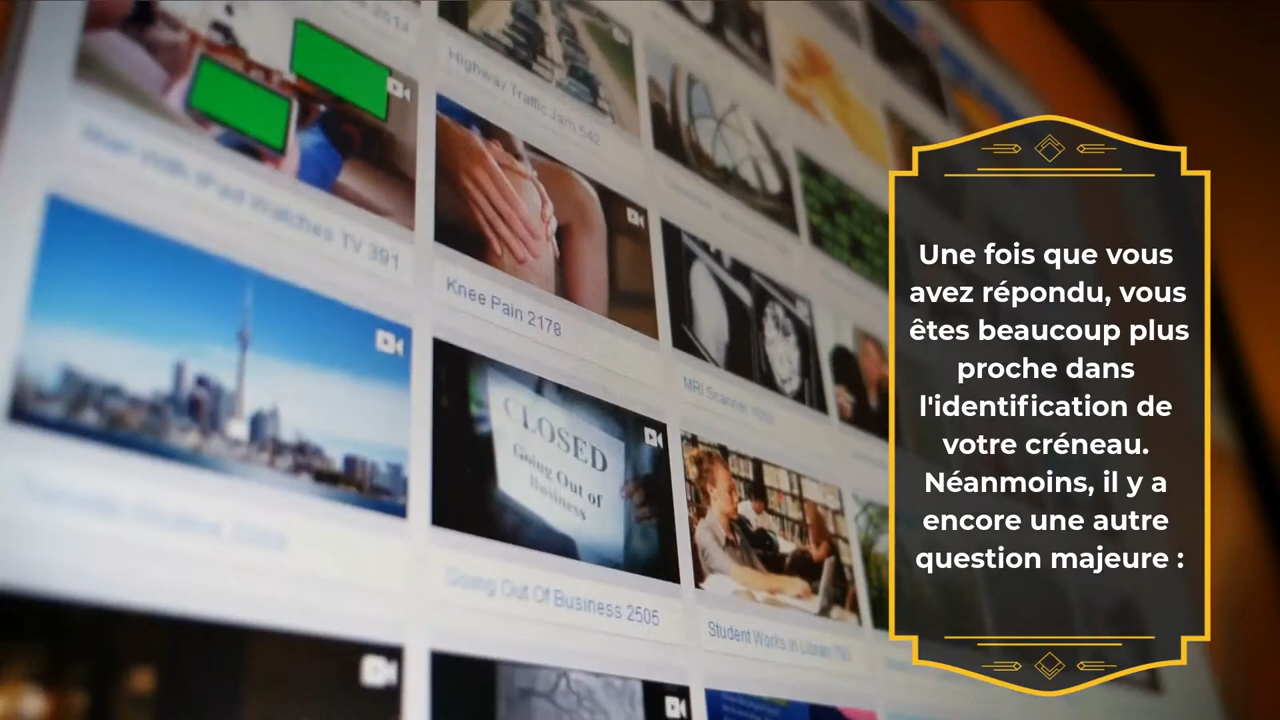 Highway Traffic Jam 542
TV 391
Knee Pain 2178
MRI Scanner
CLOSED
Going Out of
Business
Going Out Of Business 2505
Student Works In Library
Une fois que vous
avez répondu, vous
êtes beaucoup plus
proche dans
l'identification de
votre créneau.
Néanmoins, il y a
encore une autre
question majeure :